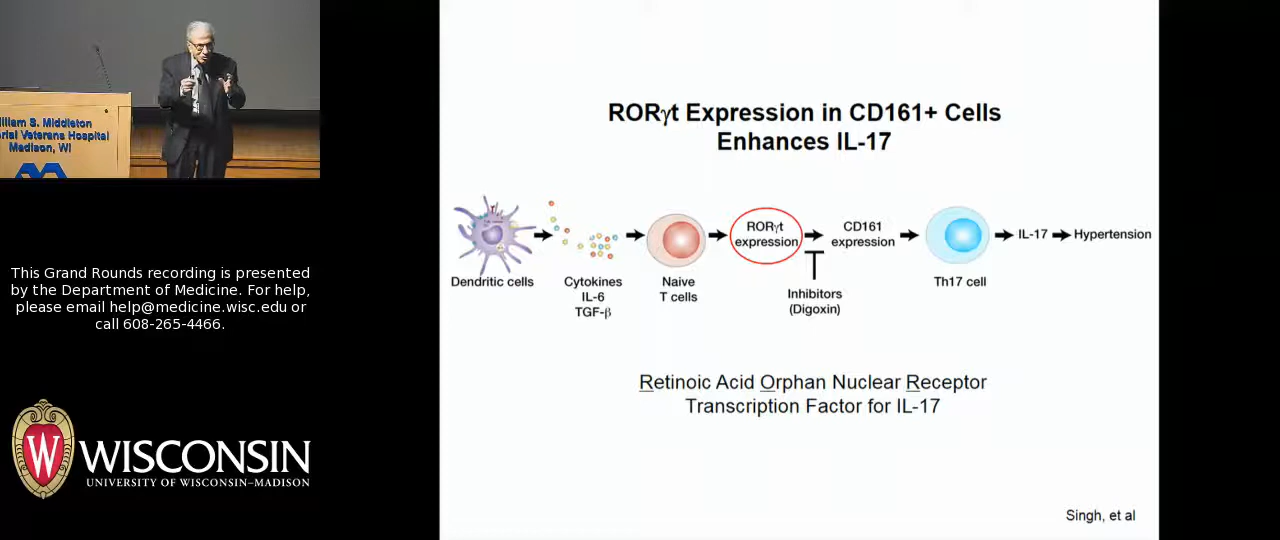 William S. Middleton
Memorial Veterans Hospital
Madison, WI
This Grand Rounds recording is presented
by the Department of Medicine. For help,
please email help@medicine.wisc.edu or
call 608-265-4466.
W
WISCONSIN
UNIVERSITY OF WISCONSIN–MADISON
RORγt Expression in CD161+ Cells
Enhances IL-17
Dendritic cells
Cytokines
IL-6
TGF-β
Naive
T cells
RORγt
expression
Inhibitors
(Digoxin)
CD161
expression
Th17 cell
IL-17
Hypertension
Retinoic Acid Orphan Nuclear Receptor
Transcription Factor for IL-17
Singh, et al